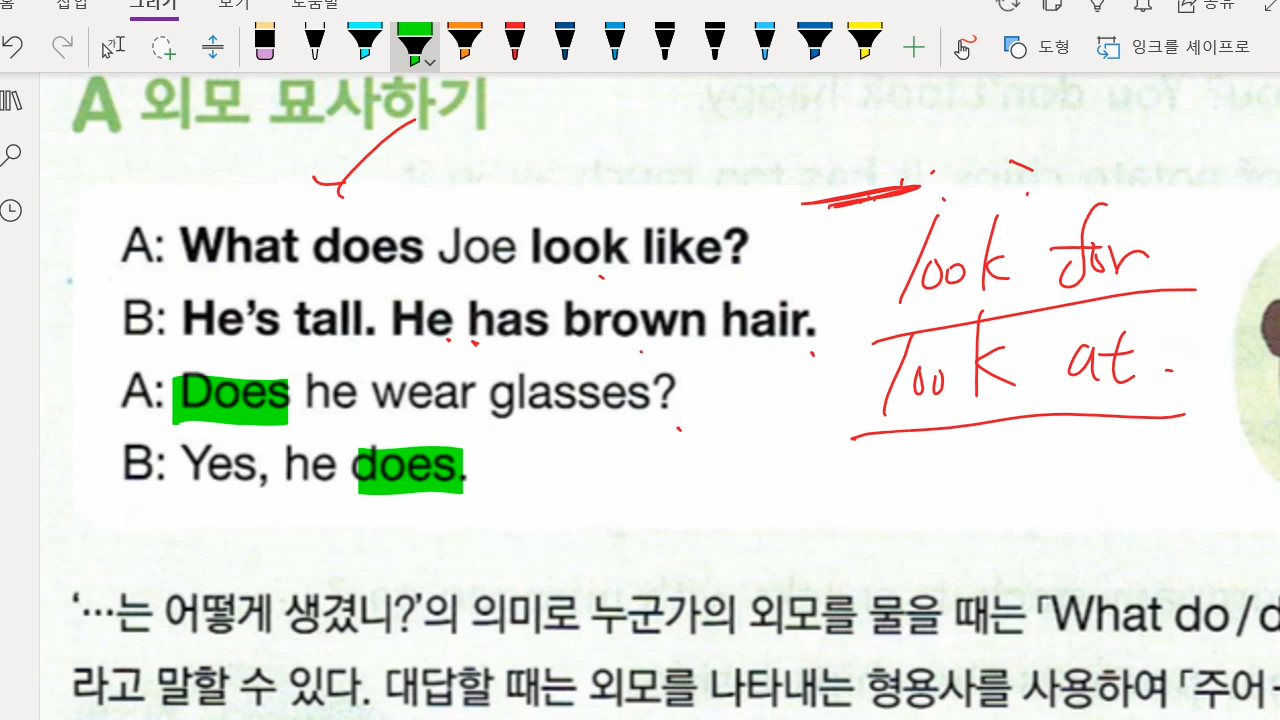 홈 삽입 그리기 보기 도움말 공유
도형 잉크를 셰이프로
A 외모 묘사하기
A: What does Joe look like?
B: He's tall. He has brown hair.
A: Does he wear glasses?
B: Yes, he does.
look for
look at.
'…는 어떻게 생겼니?'의 의미로 누군가의 외모를 물을 때는 「What do/d
라고 말할 수 있다. 대답할 때는 외모를 나타내는 형용사를 사용하여 「주어